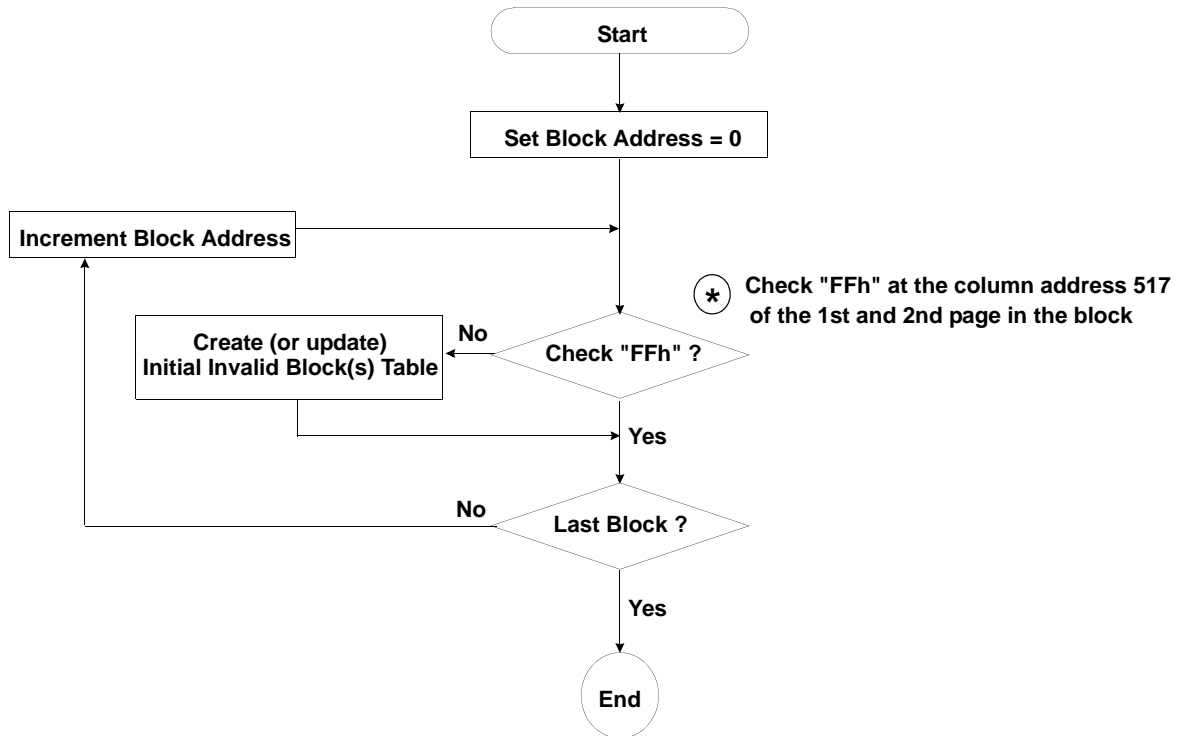 Start
Set Block Address = 0
Increment Block Address
* Check "FFh" at the column address 517
of the 1st and 2nd page in the block
No
Create (or update)
Initial Invalid Block(s) Table
Check "FFh" ?
Yes
No
Last Block ?
Yes
End